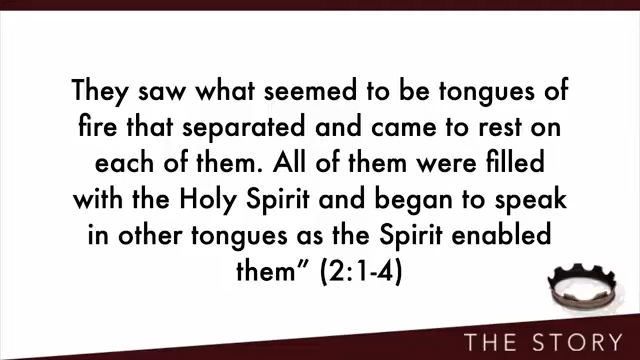 They saw what seemed to be tongues of
fire that separated and came to rest on
each of them. All of them were filled
with the Holy Spirit and began to speak
in other tongues as the Spirit enabled
them” (2:1-4)
THE STORY